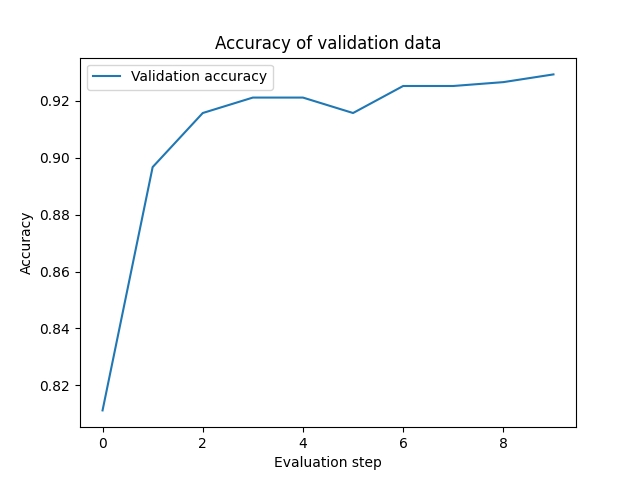 Accuracy of validation data
Validation accuracy
0.92
0.90
0.88
0.86
0.84
0.82
Accuracy
0 2 4 6 8
Evaluation step